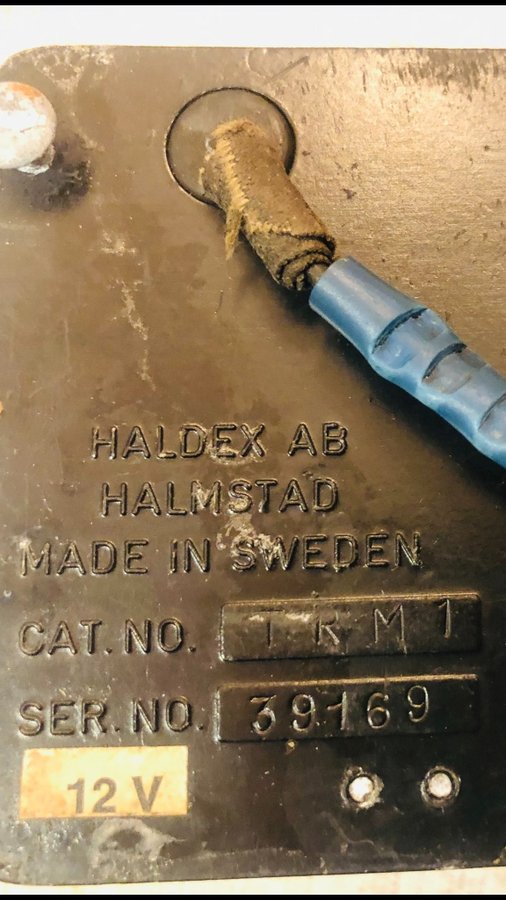 HALDEX AB
HALMSTAD
MADE IN SWEDEN
CAT. NO. TRM1
SER. NO. 39169
12 V